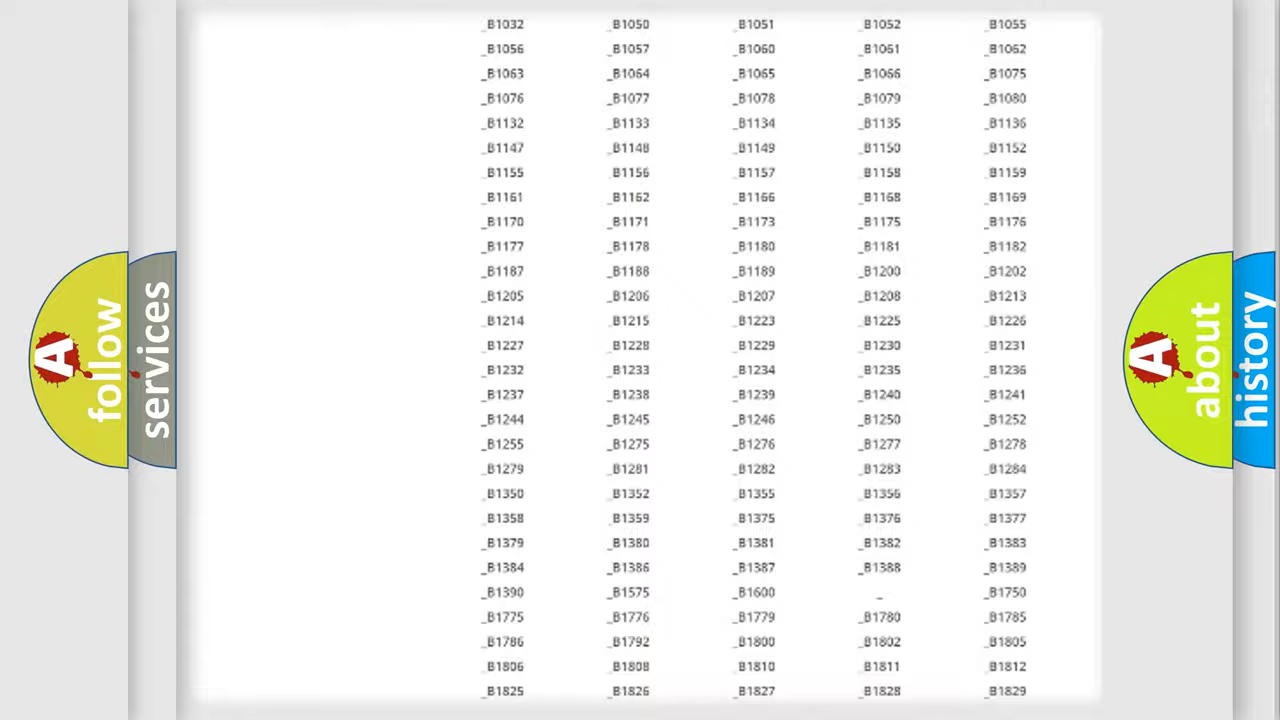 _B1032 _B1050 _B1051 _B1052 _B1055
_B1056 _B1057 _B1060 _B1061 _B1062
_B1063 _B1064 _B1065 _B1066 _B1075
_B1076 _B1077 _B1078 _B1079 _B1080
_B1132 _B1133 _B1134 _B1135 _B1136
_B1147 _B1148 _B1149 _B1150 _B1152
_B1155 _B1156 _B1157 _B1158 _B1159
_B1161 _B1162 _B1166 _B1168 _B1169
_B1170 _B1171 _B1173 _B1175 _B1176
_B1177 _B1178 _B1180 _B1181 _B1182
_B1187 _B1188 _B1189 _B1200 _B1202
_B1205 _B1206 _B1207 _B1208 _B1213
_B1214 _B1215 _B1223 _B1225 _B1226
_B1227 _B1228 _B1229 _B1230 _B1231
_B1232 _B1233 _B1234 _B1235 _B1236
_B1237 _B1238 _B1239 _B1240 _B1241
_B1244 _B1245 _B1246 _B1250 _B1252
_B1255 _B1275 _B1276 _B1277 _B1278
_B1279 _B1281 _B1282 _B1283 _B1284
_B1350 _B1352 _B1355 _B1356 _B1357
_B1358 _B1359 _B1375 _B1376 _B1377
_B1379 _B1380 _B1381 _B1382 _B1383
_B1384 _B1386 _B1387 _B1388 _B1389
_B1390 _B1575 _B1600 _ _B1750
_B1775 _B1776 _B1779 _B1780 _B1785
_B1786 _B1792 _B1800 _B1802 _B1805
_B1806 _B1808 _B1810 _B1811 _B1812
_B1825 _B1826 _B1827 _B1828 _B1829
A
follow
services
A
about
history